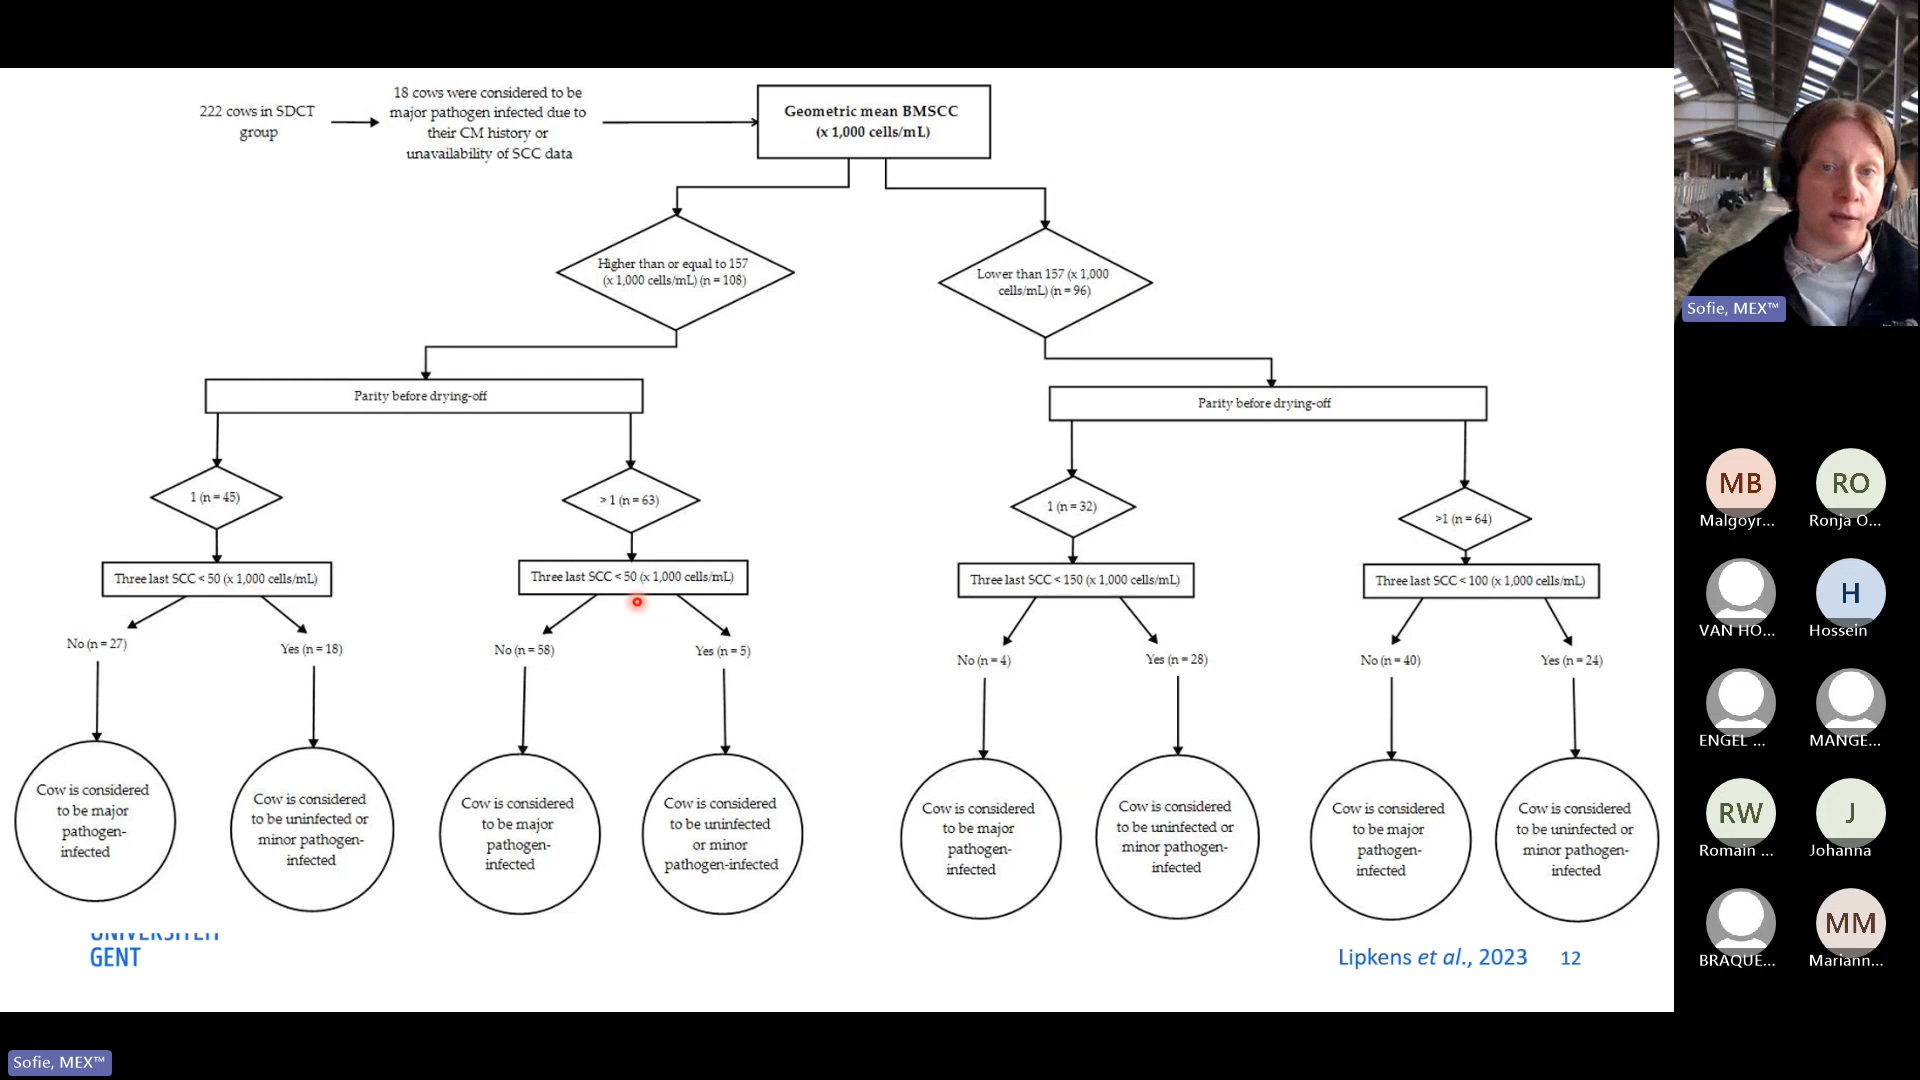 222 cows in SDCT
group
18 cows were considered to be
major pathogen infected due to
their CM history or
unavailability of SCC data
Geometric mean BMSCC
(x 1,000 cells/mL)
Higher than or equal to 157
(x 1,000 cells/mL) (n = 108)
Lower than 157 (x 1,000
cells/mL) (n = 96)
Parity before drying-off
Parity before drying-off
1 (n = 45)
> 1 (n = 63)
1 (n = 32)
>1 (n = 64)
Three last SCC < 50 (x 1,000 cells/mL)
Three last SCC < 50 (x 1,000 cells/mL)
Three last SCC < 150 (x 1,000 cells/mL)
Three last SCC < 100 (x 1,000 cells/mL)
No (n = 27)
Yes (n = 18)
No (n = 58)
Yes (n = 5)
No (n = 4)
Yes (n = 28)
No (n = 40)
Yes (n = 24)
Cow is considered
to be major
pathogen-
infected
Cow is considered
to be uninfected or
minor pathogen-
infected
Cow is considered
to be major
pathogen-
infected
Cow is considered
to be uninfected
or minor
pathogen-infected
Cow is considered
to be major
pathogen-
infected
Cow is considered
to be uninfected or
minor pathogen-
infected
Cow is considered
to be major
pathogen-
infected
Cow is considered
to be uninfected or
minor pathogen-
infected
UNIVERSITEIT
GENT
Lipkens et al., 2023 12
Sofie, MEX™
MB
Malgoyr...
RO
Ronja O...
VAN HO...
H
Hossein
ENGEL ...
MANGE...
RW
Romain ...
J
Johanna
BRAQUE...
MM
Mariann...
Sofie, MEX™